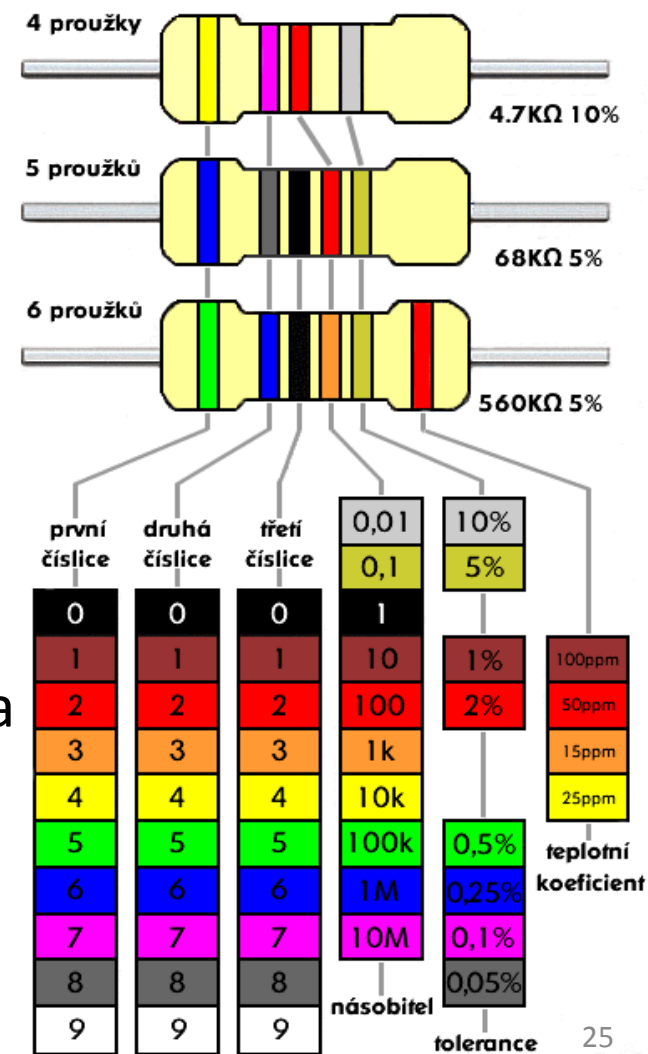 4 proužky
4.7KΩ 10%
5 proužků
68KΩ 5%
6 proužků
560KΩ 5%
první číslice
druhá číslice
třetí číslice
0,01 10%
0,1 5%
0 0 0 1
1 1 1 10 1% 100ppm
a 2 2 2 100 2% 50ppm
3 3 3 1k 15ppm
4 4 4 10k 25ppm
5 5 5 100k 0,5% teplotní
6 6 6 1M 0,25% koeficient
7 7 7 10M 0,1%
8 8 8 0,05%
násobitel
9 9 9
tolerance
25